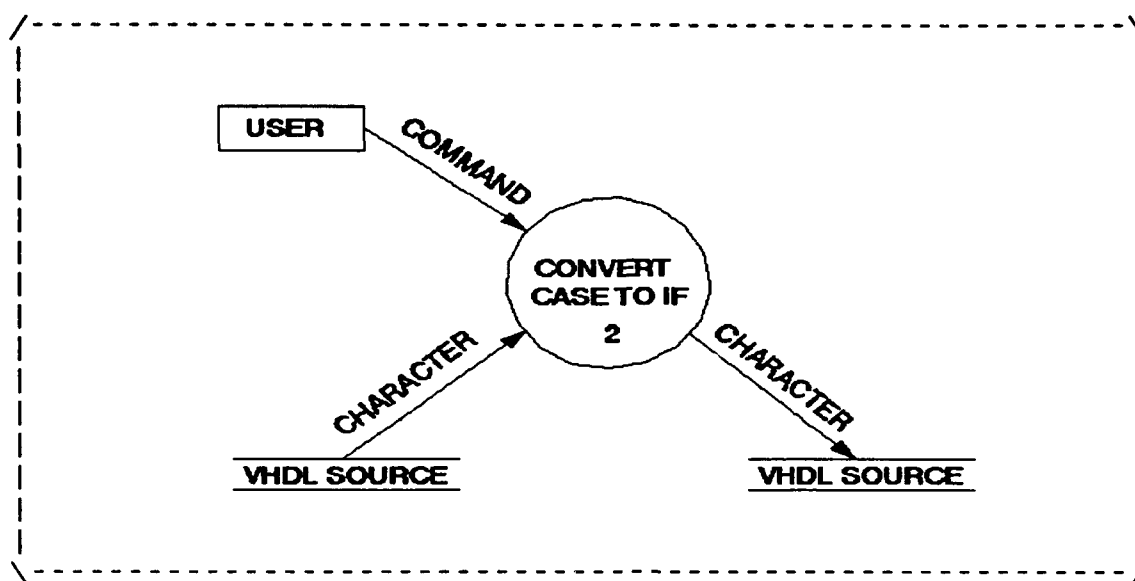 USER
COMMAND
CONVERT
CASE TO IF
2
CHARACTER
CHARACTER
VHDL SOURCE
VHDL SOURCE